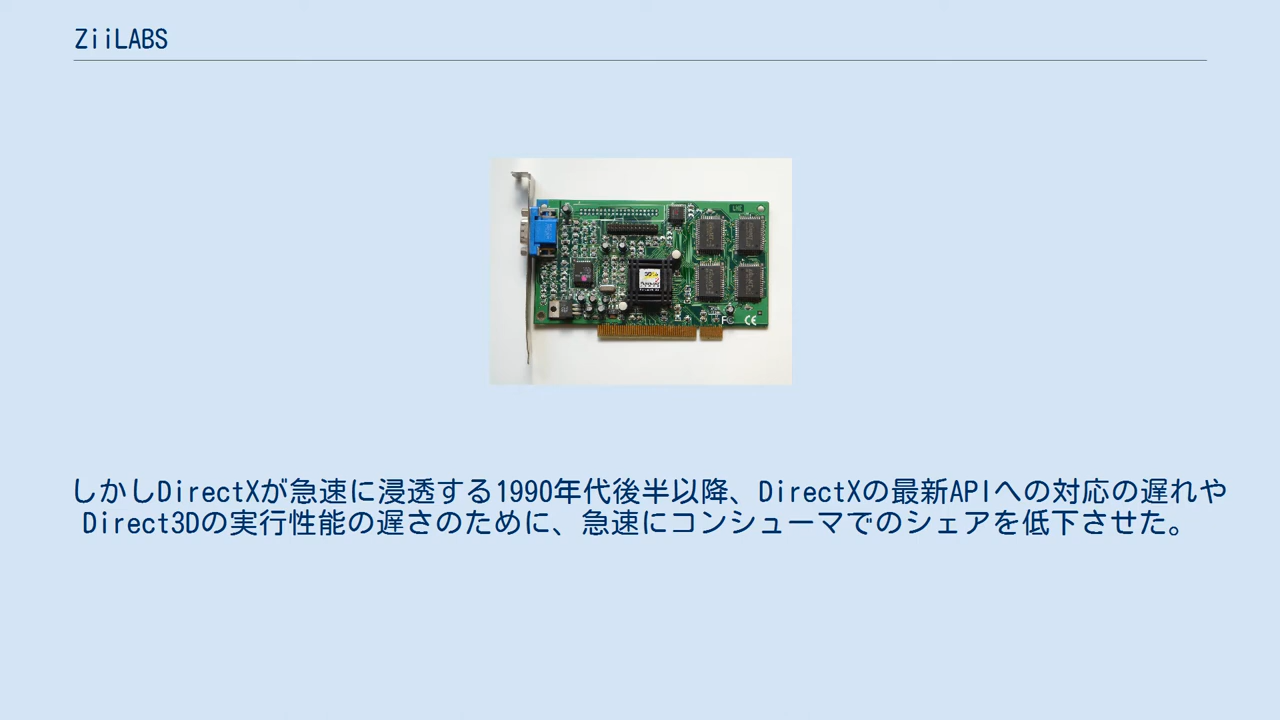 ZiiLABS
しかしDirectXが急速に浸透する1990年代後半以降、DirectXの最新APIへの対応の遅れや
Direct3Dの実行性能の遅さのために、急速にコンシューマでのシェアを低下させた。